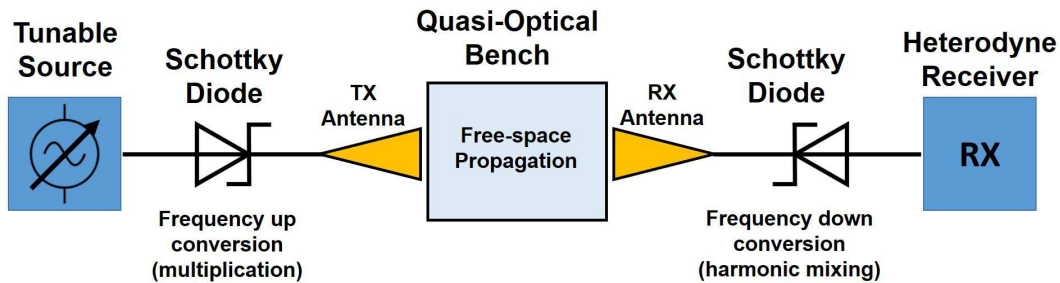 Tunable
Source
Schottky
Diode
Frequency up
conversion
(multiplication)
TX
Antenna
Quasi-Optical
Bench
Free-space
Propagation
RX
Antenna
Schottky
Diode
Frequency down
conversion
(harmonic mixing)
Heterodyne
Receiver
RX